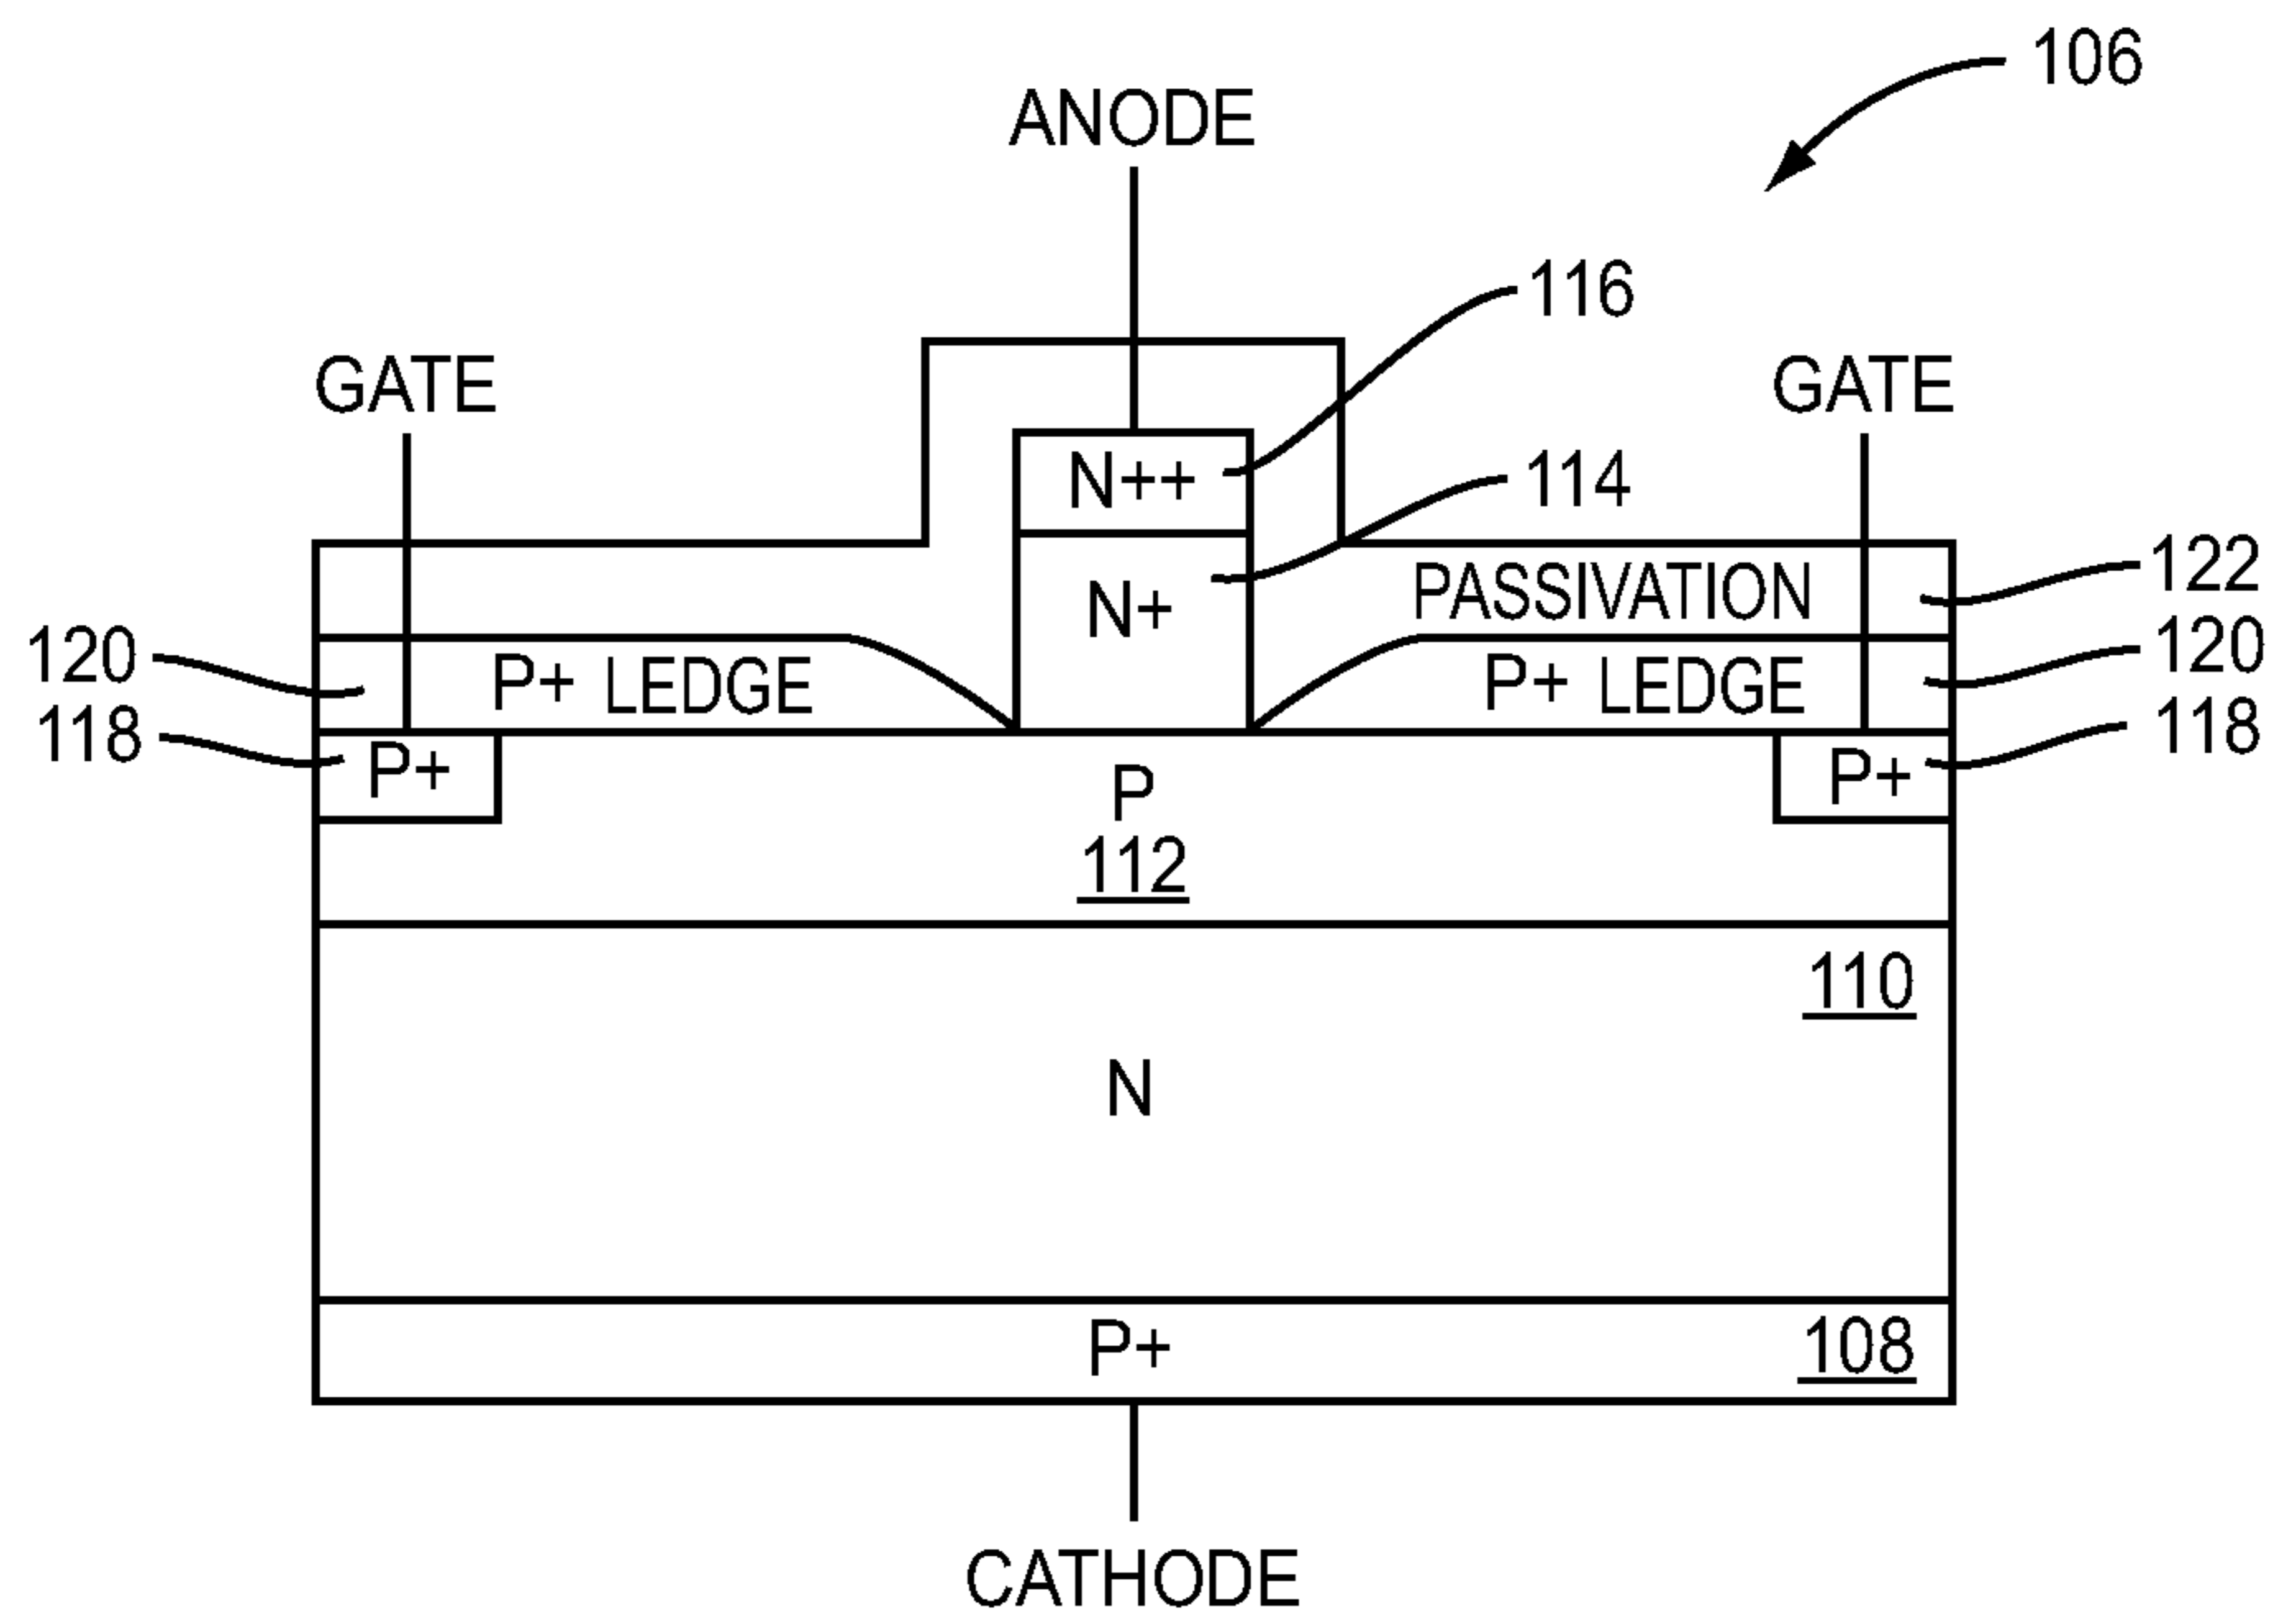 106
ANODE
116
GATE
GATE
N++
114
N+
PASSIVATION
122
120
P+ LEDGE
P+ LEDGE
120
118
P+
P
P+
118
112
110
N
P+
108
CATHODE